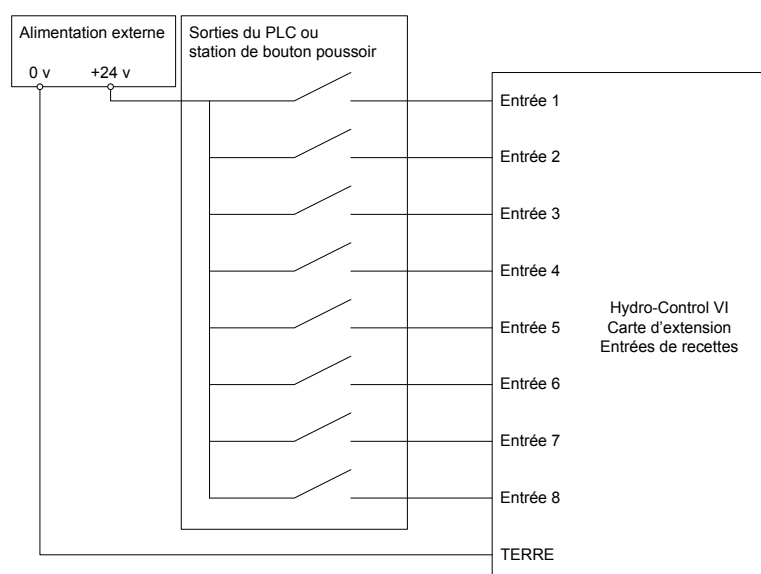 Alimentation externe
0 v +24 v
Sorties du PLC ou
station de bouton poussoir
Entrée 1
Entrée 2
Entrée 3
Entrée 4
Entrée 5
Entrée 6
Entrée 7
Entrée 8
TERRE
Hydro-Control VI
Carte d'extension
Entrées de recettes